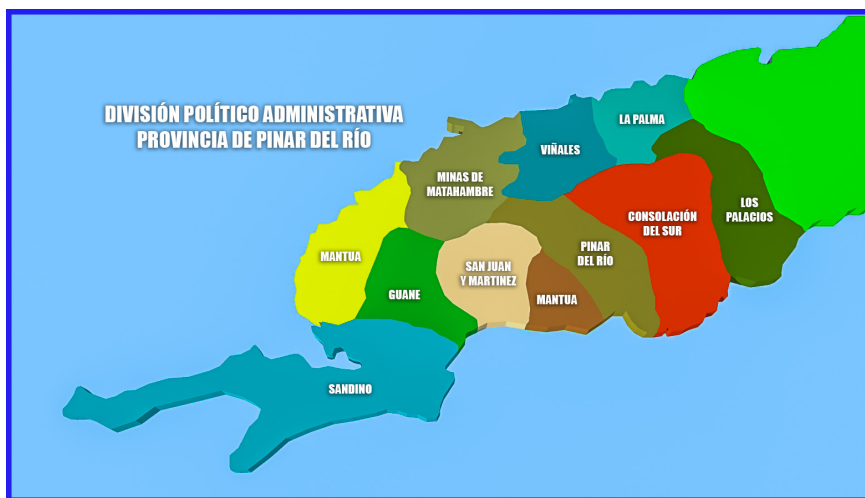 DIVISIÓN POLÍTICO ADMINISTRATIVA
PROVINCIA DE PINAR DEL RÍO
LA PALMA
VIÑALES
MINAS DE
MATAHAMBRE
LOS
PALACIOS
CONSOLACIÓN
DEL SUR
PINAR
DEL RÍO
MANTUA
SAN JUAN
Y MARTINEZ
GUANE
MANTUA
SANDINO